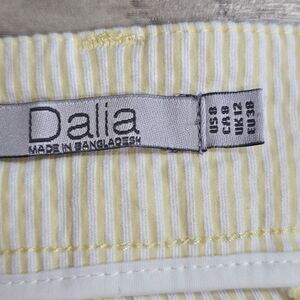 Dalia
MADE IN BANGLADESH
US 8
CA 8
UK 12
EU 38